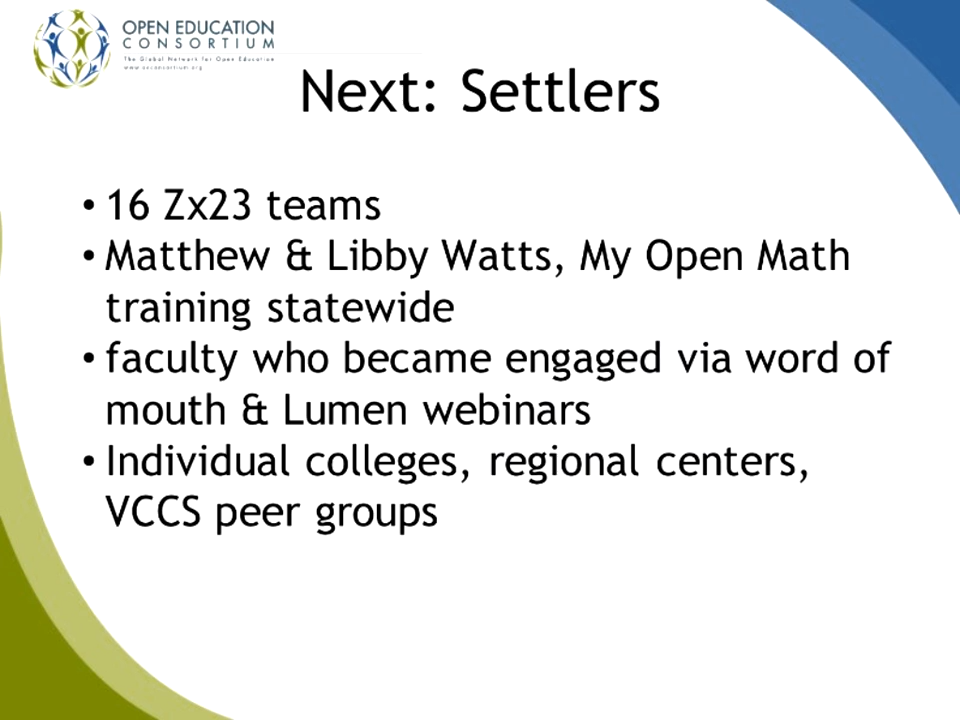 OPEN EDUCATION
CONSORTIUM
The Global Network for Open Education
www.oeconsortium.org
Next: Settlers
• 16 Zx23 teams
• Matthew & Libby Watts, My Open Math
training statewide
• faculty who became engaged via word of
mouth & Lumen webinars
• Individual colleges, regional centers,
VCCS peer groups